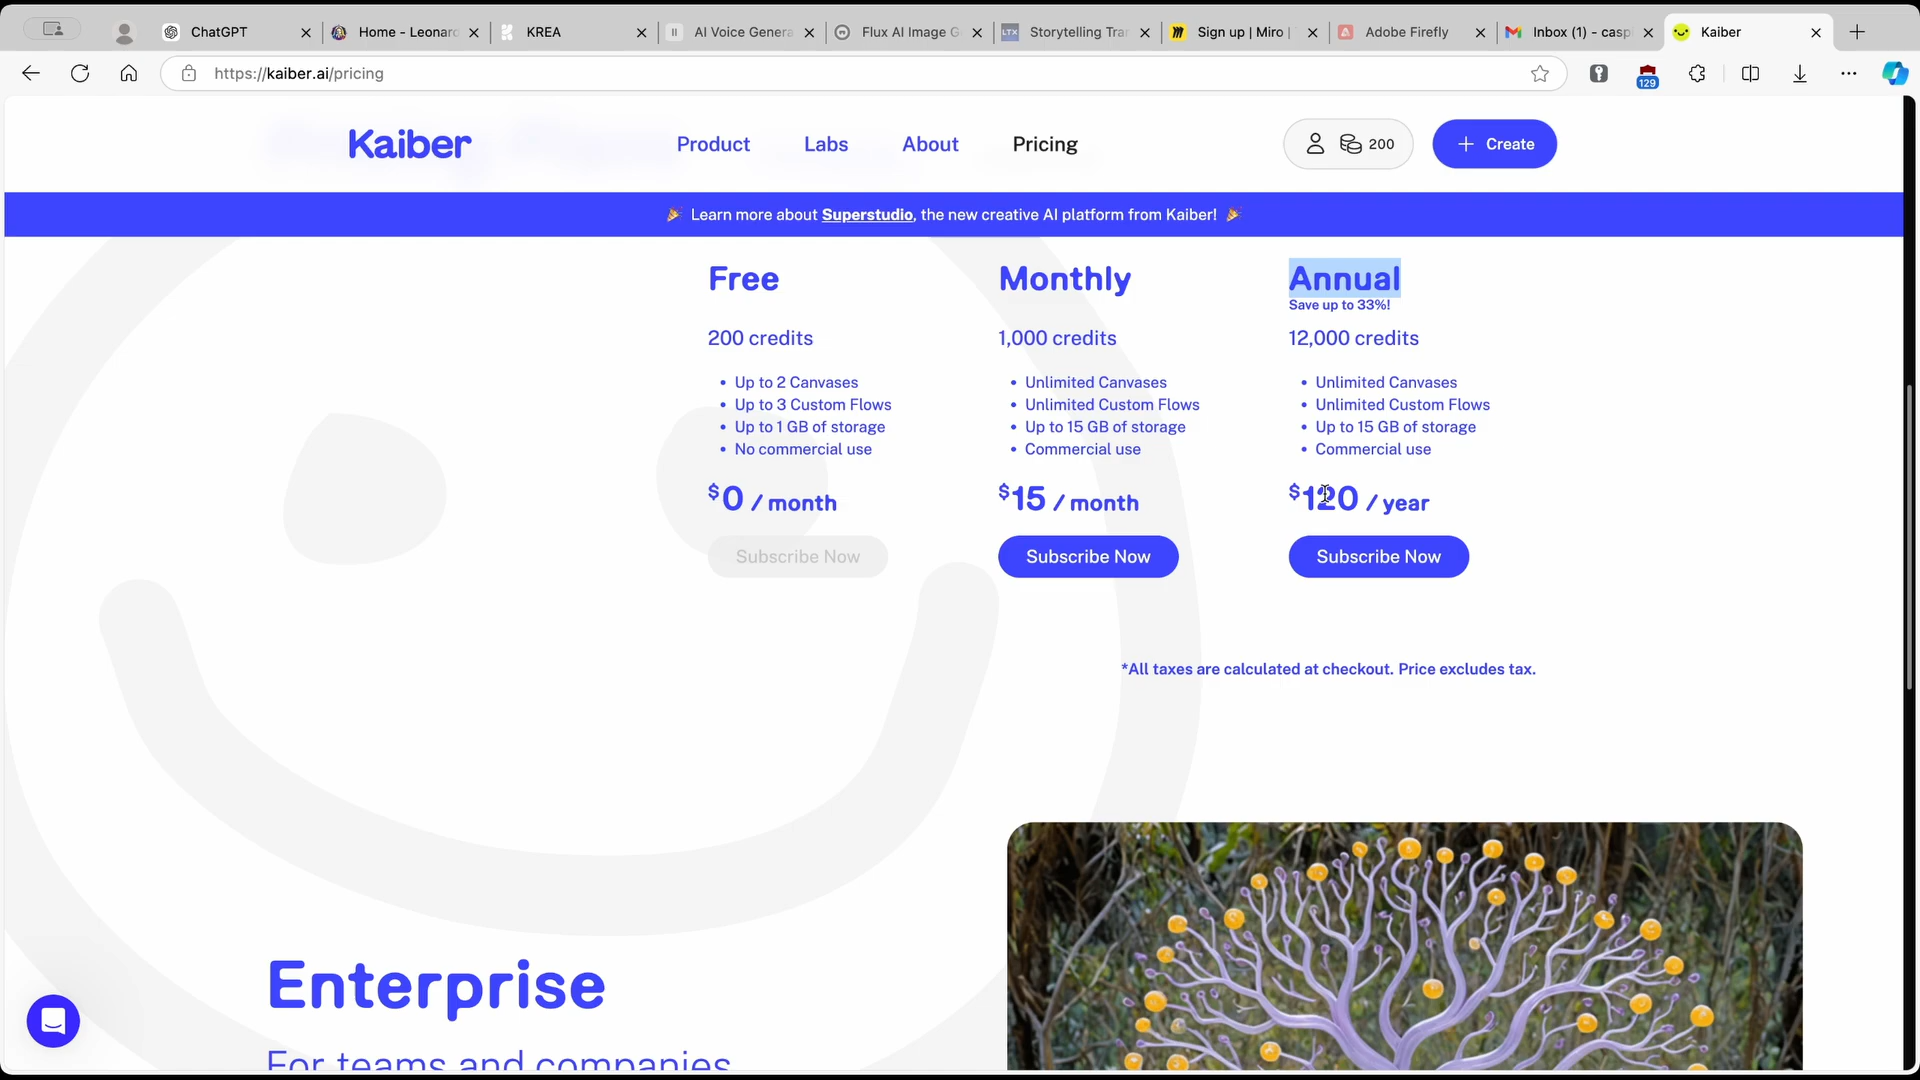 ChatGPT
Home - Leonard
KREA
AI Voice Genera
Flux AI Image G
LTX
Storytelling Tra
Sign up | Miro |
Adobe Firefly
Inbox (1) - casp
Kaiber
https://kaiber.ai/pricing
129
Kaiber
Product
Labs
About
Pricing
200
+ Create
🎉 Learn more about Superstudio, the new creative AI platform from Kaiber! 🎉
Free
Monthly
Annual
Save up to 33%!
200 credits
1,000 credits
12,000 credits
• Up to 2 Canvases
• Up to 3 Custom Flows
• Up to 1 GB of storage
• No commercial use
• Unlimited Canvases
• Unlimited Custom Flows
• Up to 15 GB of storage
• Commercial use
• Unlimited Canvases
• Unlimited Custom Flows
• Up to 15 GB of storage
• Commercial use
$0 / month
$15 / month
$120 / year
Subscribe Now
Subscribe Now
Subscribe Now
*All taxes are calculated at checkout. Price excludes tax.
Enterprise
For teams and companies